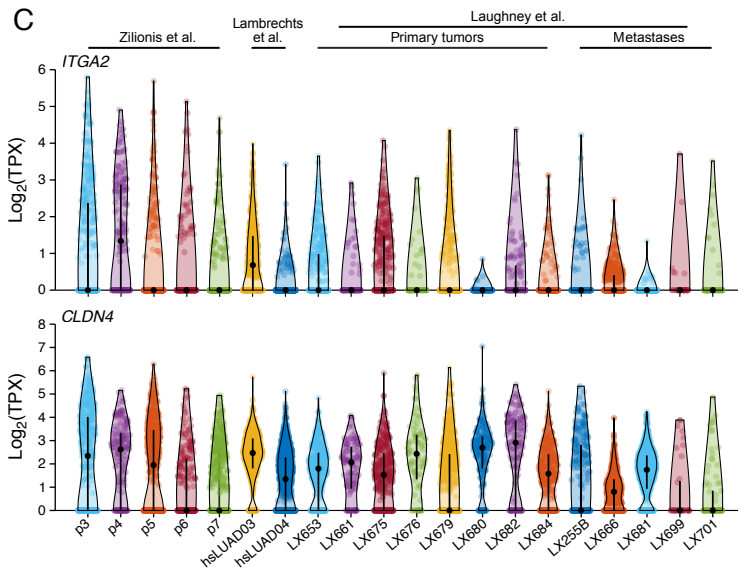 C
Laughney et al.
Lambrechts
et al.
Zilionis et al.
Primary tumors
Metastases
ITGA2
6
5
4
3
2
1
0
Log2(TPX)
CLDN4
8
7
6
5
4
3
2
1
0
Log2(TPX)
p3
p4
p5
p6
p7
hsLUAD03
hsLUAD04
LX653
LX661
LX675
LX676
LX679
LX680
LX682
LX684
LX255B
LX666
LX681
LX699
LX701